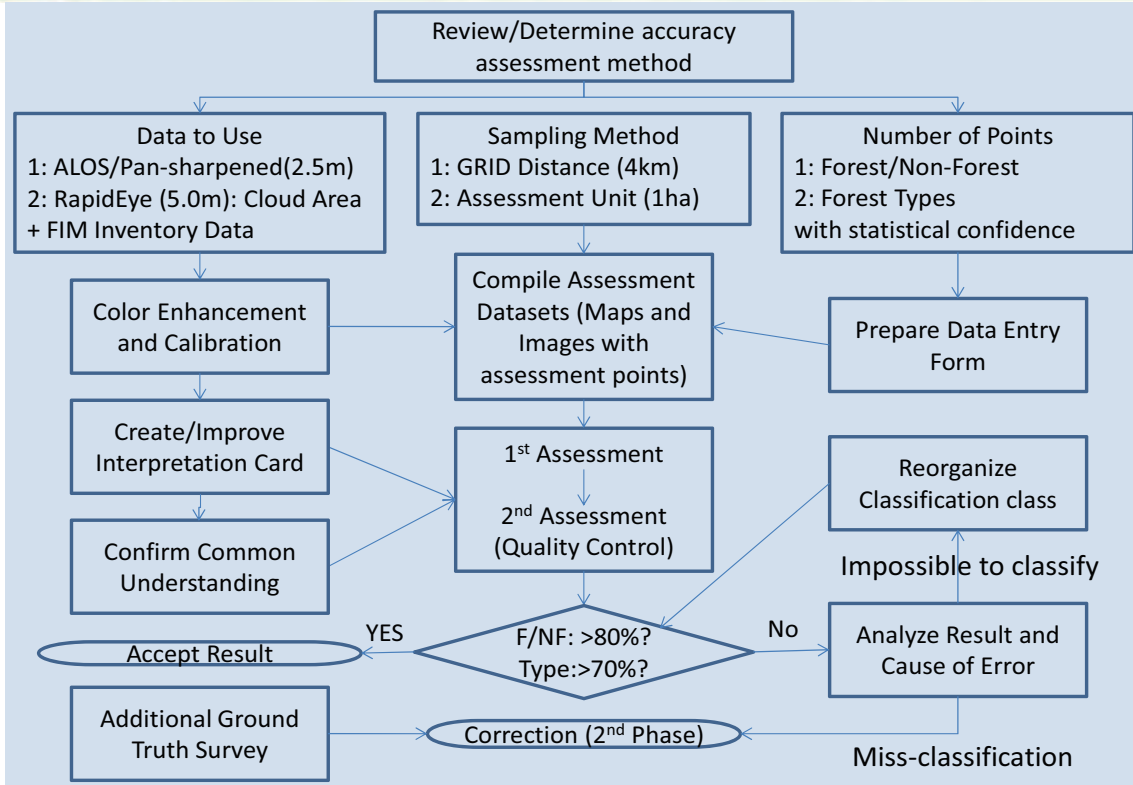 Review/Determine accuracy
assessment method
Data to Use
1: ALOS/Pan-sharpened(2.5m)
2: RapidEye (5.0m): Cloud Area
+ FIM Inventory Data
Sampling Method
1: GRID Distance (4km)
2: Assessment Unit (1ha)
Number of Points
1: Forest/Non-Forest
2: Forest Types
with statistical confidence
Color Enhancement
and Calibration
Compile Assessment
Datasets (Maps and
Images with
assessment points)
Prepare Data Entry
Form
Create/Improve
Interpretation Card
1st Assessment
2nd Assessment
(Quality Control)
Reorganize
Classification class
Confirm Common
Understanding
Impossible to classify
YES
F/NF: >80%?
Type:>70%?
No
Accept Result
Analyze Result and
Cause of Error
Additional Ground
Truth Survey
Correction (2nd Phase)
Miss-classification